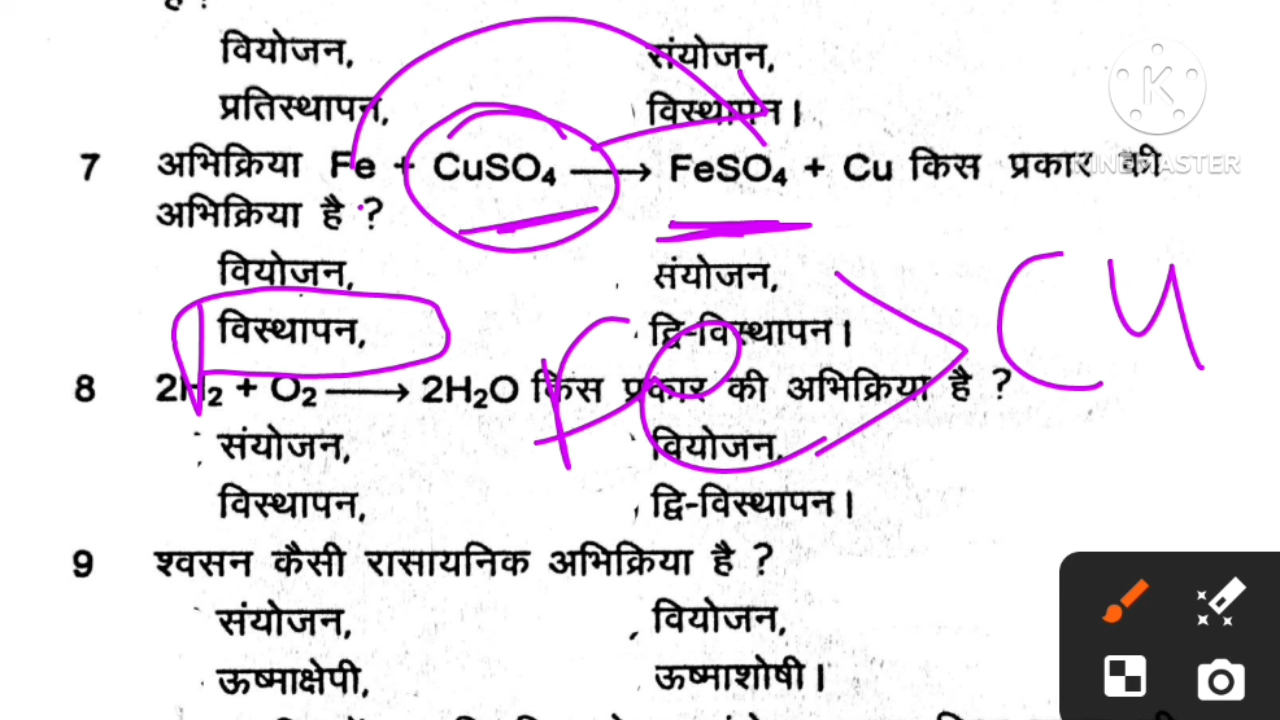 है ?
वियोजन, संयोजन,
प्रतिस्थापन, विस्थापन।
7 अभिक्रिया Fe + CuSO₄ ⟶ FeSO₄ + Cu किस प्रकार की
अभिक्रिया है ?
वियोजन, संयोजन,
विस्थापन, द्वि-विस्थापन।
8 2H₂ + O₂ ⟶ 2H₂O किस प्रकार की अभिक्रिया है ?
संयोजन, वियोजन,
विस्थापन, द्वि-विस्थापन।
9 श्वसन कैसी रासायनिक अभिक्रिया है ?
संयोजन, वियोजन,
ऊष्माक्षेपी, ऊष्माशोषी।
Fe > Cu
K
KINEMASTER